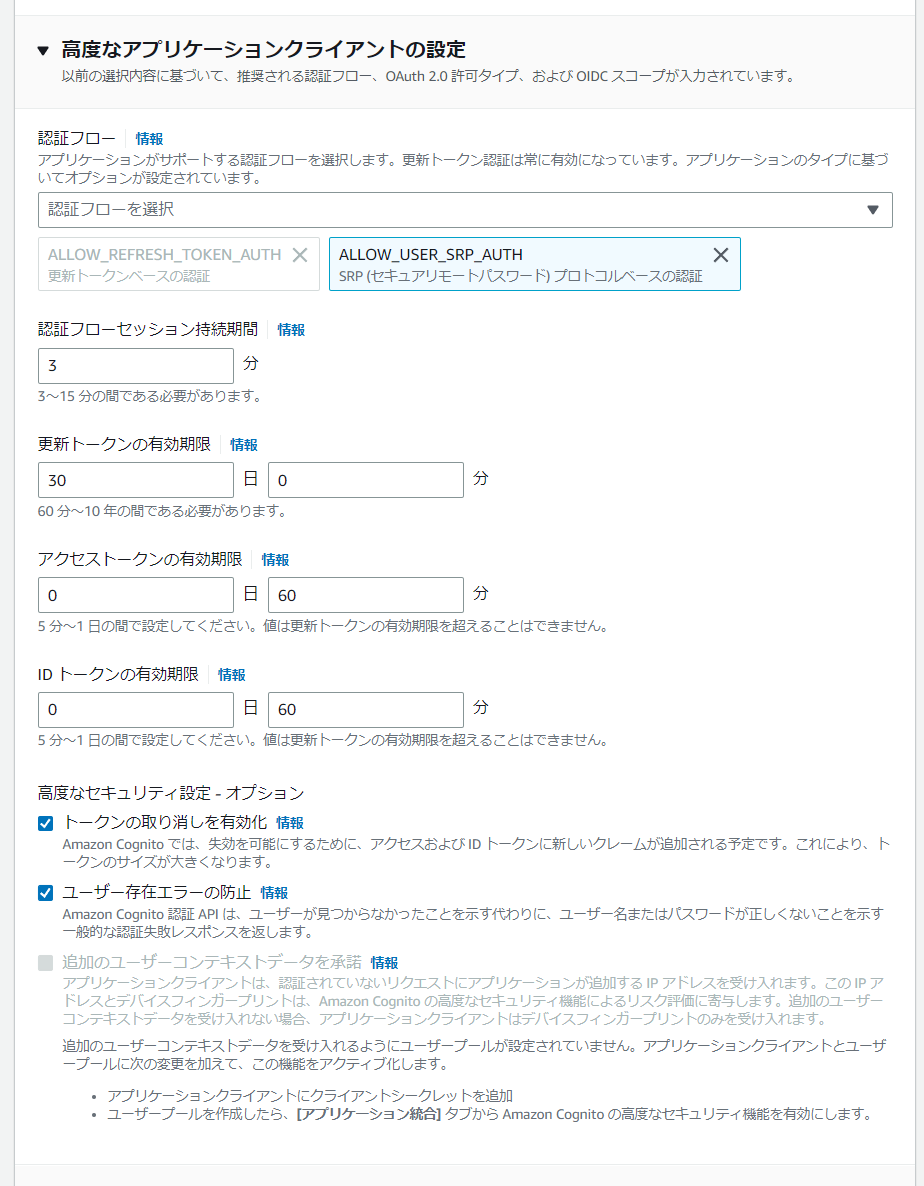 高度なアプリケーションクライアントの設定
以前の選択内容に基づいて、推奨される認証フロー、OAuth 2.0 許可タイプ、および OIDC スコープが入力されています。
認証フロー 情報
アプリケーションがサポートする認証フローを選択します。更新トークン認証は常に有効になっています。アプリケーションのタイプに基づ
いてオプションが設定されています。
認証フローを選択
ALLOW_REFRESH_TOKEN_AUTH
更新トークンベースの認証
ALLOW_USER_SRP_AUTH
SRP (セキュアリモートパスワード) プロトコルベースの認証
認証フローセッション持続期間 情報
3 分
3～15 分の間である必要があります。
更新トークンの有効期限 情報
30 日 0 分
60 分～10 年の間である必要があります。
アクセストークンの有効期限 情報
0 日 60 分
5 分～1 日の間で設定してください。値は更新トークンの有効期限を超えることはできません。
ID トークンの有効期限 情報
0 日 60 分
5 分～1 日の間で設定してください。値は更新トークンの有効期限を超えることはできません。
高度なセキュリティ設定 - オプション
トークンの取り消しを有効化 情報
Amazon Cognito では、失効を可能にするために、アクセスおよび ID トークンに新しいクレームが追加される予定です。これにより、ト
ークンのサイズが大きくなります。
ユーザー存在エラーの防止 情報
Amazon Cognito 認証 API は、ユーザーが見つからなかったことを示す代わりに、ユーザー名またはパスワードが正しくないことを示す
一般的な認証失敗レスポンスを返します。
追加のユーザーコンテキストデータを承諾 情報
アプリケーションクライアントは、認証されていないリクエストにアプリケーションが追加する IP アドレスを受け入れます。この IP ア
ドレスとデバイスフィンガープリントは、Amazon Cognito の高度なセキュリティ機能によるリスク評価に寄与します。追加のユーザー
コンテキストデータを受け入れない場合、アプリケーションクライアントはデバイスフィンガープリントのみを受け入れます。
追加のユーザーコンテキストデータを受け入れるようにユーザープールが設定されていません。アプリケーションクライアントとユーザ
ープールに次の変更を加えて、この機能をアクティブ化します。
• アプリケーションクライアントにクライアントシークレットを追加
• ユーザープールを作成したら、[アプリケーション統合] タブから Amazon Cognito の高度なセキュリティ機能を有効にします。